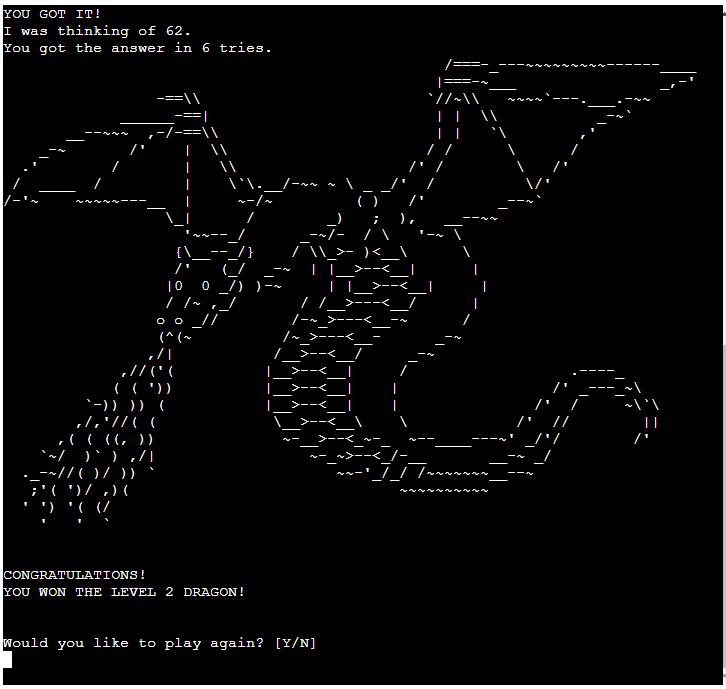 YOU GOT IT!
I was thinking of 62.
You got the answer in 6 tries.
CONGRATULATIONS!
YOU WON THE LEVEL 2 DRAGON!
Would you like to play again? [Y/N]